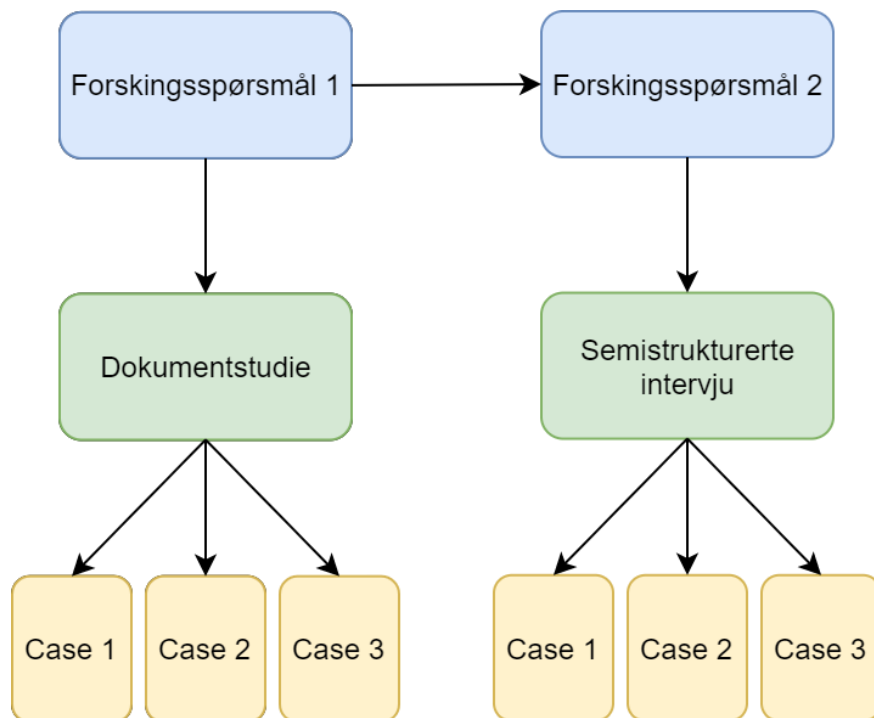 Forskingsspørsmål 1
Forskingsspørsmål 2
Dokumentstudie
Semistrukturerte
intervju
Case 1
Case 2
Case 3
Case 1
Case 2
Case 3